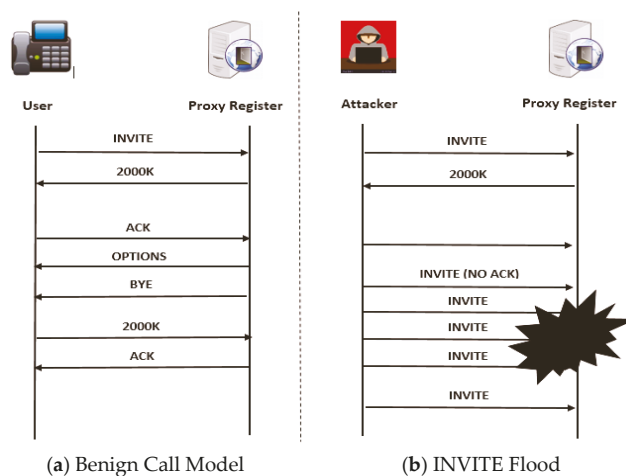 User
Proxy Register
INVITE
2000K
ACK
OPTIONS
BYE
2000K
ACK
(a) Benign Call Model
Attacker
Proxy Register
INVITE
2000K
INVITE (NO ACK)
INVITE
INVITE
INVITE
INVITE
(b) INVITE Flood